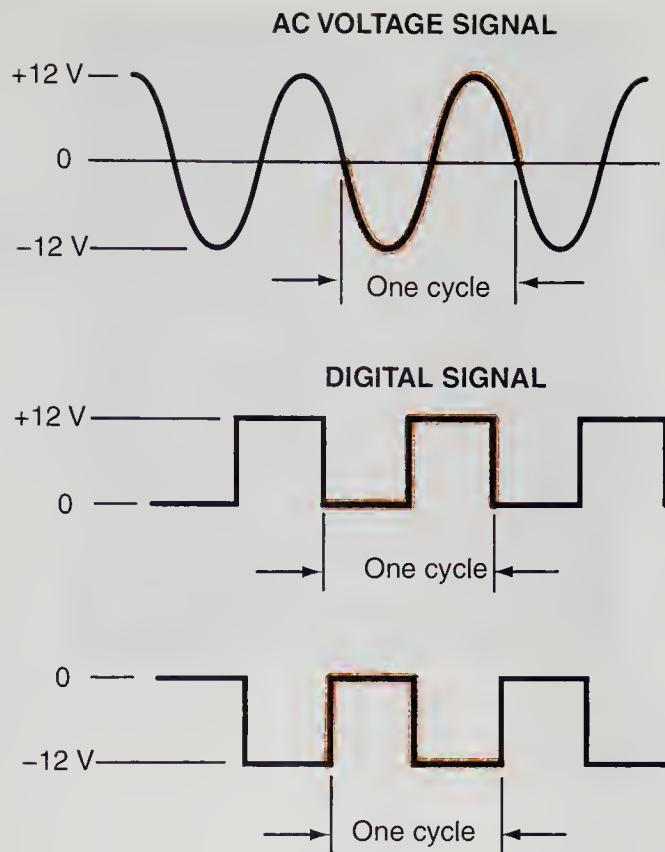 AC VOLTAGE SIGNAL
+12 V
0
−12 V
One cycle
DIGITAL SIGNAL
+12 V
0
One cycle
0
−12 V
One cycle